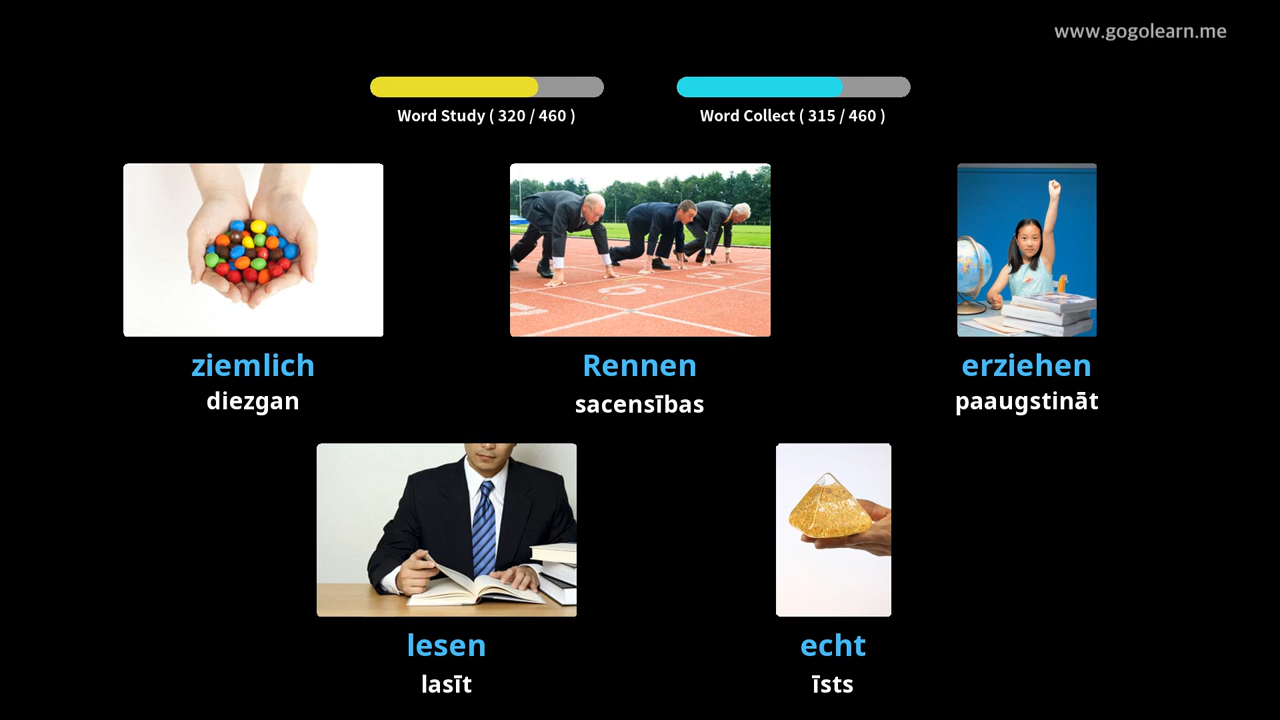 www.gogolearn.me
Word Study ( 320 / 460 )
Word Collect ( 315 / 460 )
ziemlich
diezgan
Rennen
sacensības
erziehen
paaugstināt
lesen
lasīt
echt
īsts